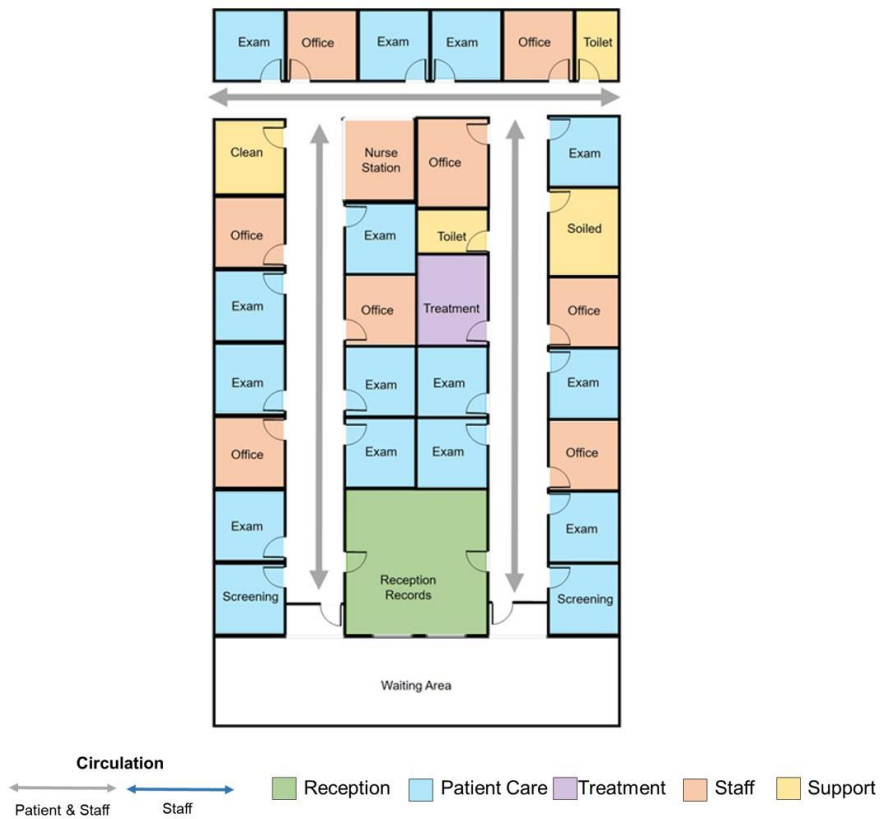 Exam
Office
Exam
Exam
Office
Toilet
Clean
Nurse
Station
Office
Exam
Office
Exam
Toilet
Soiled
Exam
Office
Treatment
Office
Exam
Exam
Exam
Exam
Office
Exam
Exam
Office
Exam
Exam
Screening
Reception
Records
Screening
Waiting Area
Circulation
Patient & Staff
Staff
Reception
Patient Care
Treatment
Staff
Support